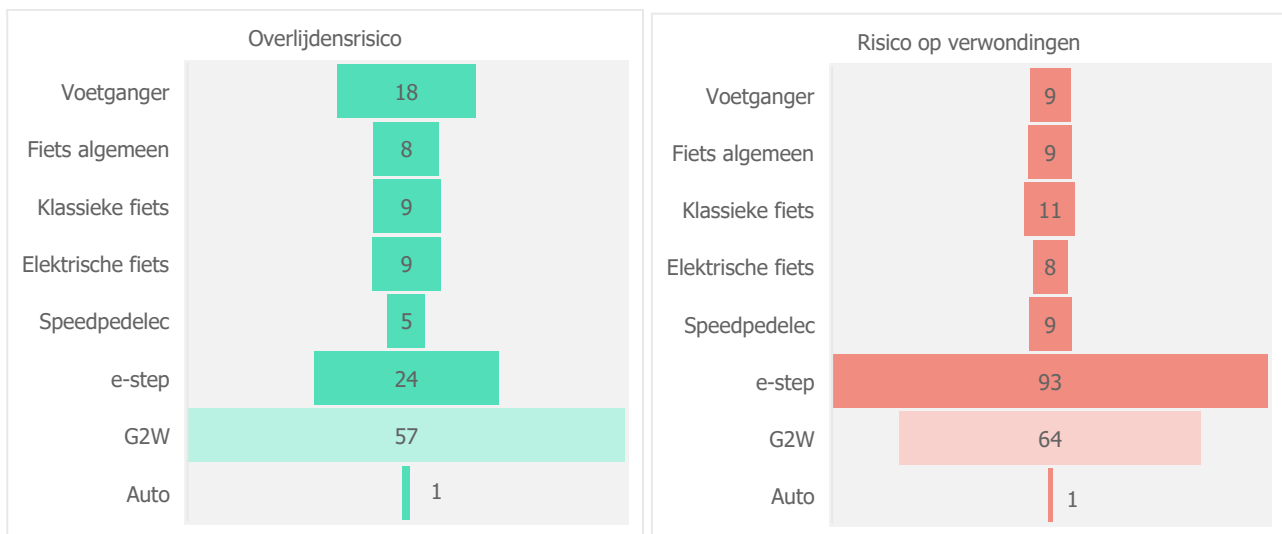 Overlijdensrisico
Voetganger 18
Fiets algemeen 8
Klassieke fiets 9
Elektrische fiets 9
Speedpedelec 5
e-step 24
G2W 57
Auto 1
Risico op verwondingen
Voetganger 9
Fiets algemeen 9
Klassieke fiets 11
Elektrische fiets 8
Speedpedelec 9
e-step 93
G2W 64
Auto 1